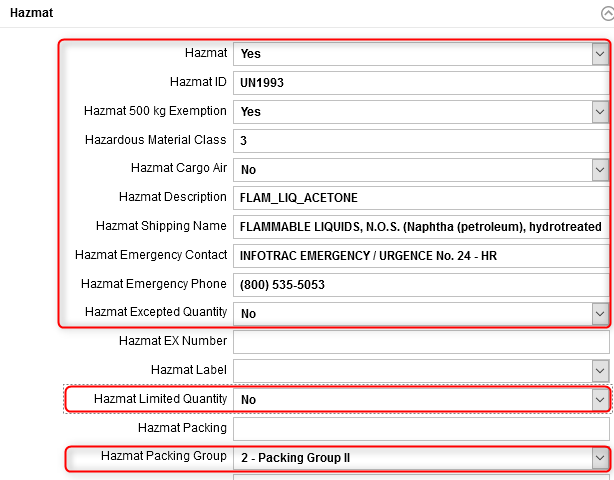 Hazmat
Hazmat Yes
Hazmat ID UN1993
Hazmat 500 kg Exemption Yes
Hazardous Material Class 3
Hazmat Cargo Air No
Hazmat Description FLAM_LIQ_ACETONE
Hazmat Shipping Name FLAMMABLE LIQUIDS, N.O.S. (Naphtha (petroleum), hydrotreated
Hazmat Emergency Contact INFOTRAC EMERGENCY / URGENCE No. 24 - HR
Hazmat Emergency Phone (800) 535-5053
Hazmat Excepted Quantity No
Hazmat EX Number
Hazmat Label
Hazmat Limited Quantity No
Hazmat Packing
Hazmat Packing Group 2 - Packing Group II